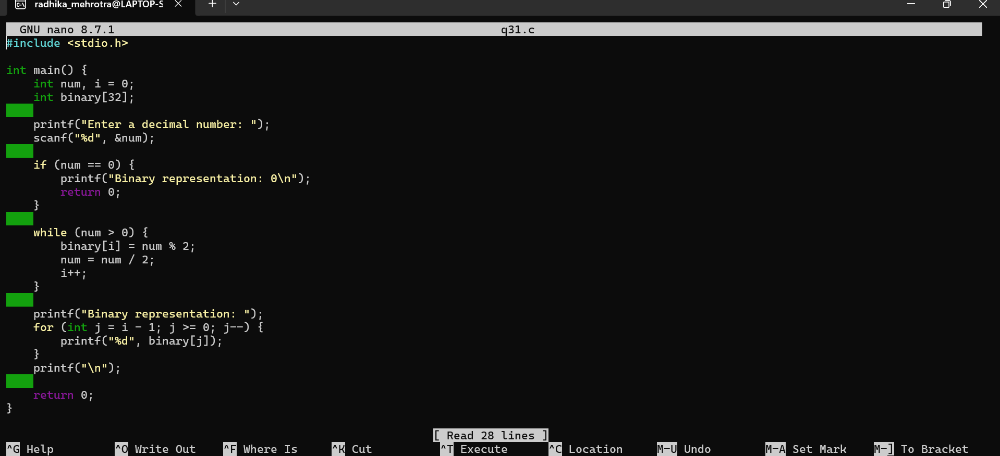 radhika_mehrotra@LAPTOP-S
GNU nano 8.7.1 q31.c
#include <stdio.h>

int main() {
    int num, i = 0;
    int binary[32];

    printf("Enter a decimal number: ");
    scanf("%d", &num);

    if (num == 0) {
        printf("Binary representation: 0\n");
        return 0;
    }

    while (num > 0) {
        binary[i] = num % 2;
        num = num / 2;
        i++;
    }

    printf("Binary representation: ");
    for (int j = i - 1; j >= 0; j--) {
        printf("%d", binary[j]);
    }
    printf("\n");

    return 0;
}
[ Read 28 lines ]
^G Help ^O Write Out ^F Where Is ^K Cut ^T Execute ^C Location M-U Undo M-A Set Mark M-] To Bracket